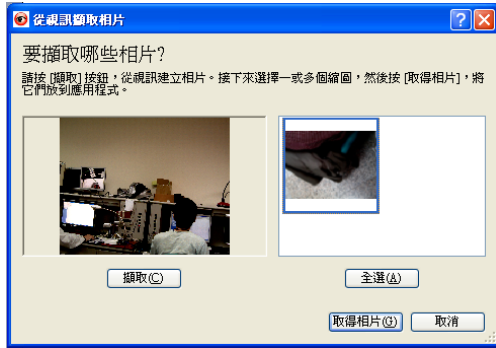 從視訊擷取相片
要擷取哪些相片?
請按 [擷取] 按鈕，從視訊建立相片。接下來選擇一或多個縮圖，然後按 [取得相片]，將
它們放到應用程式。
擷取(C)
全選(A)
取得相片(G)
取消